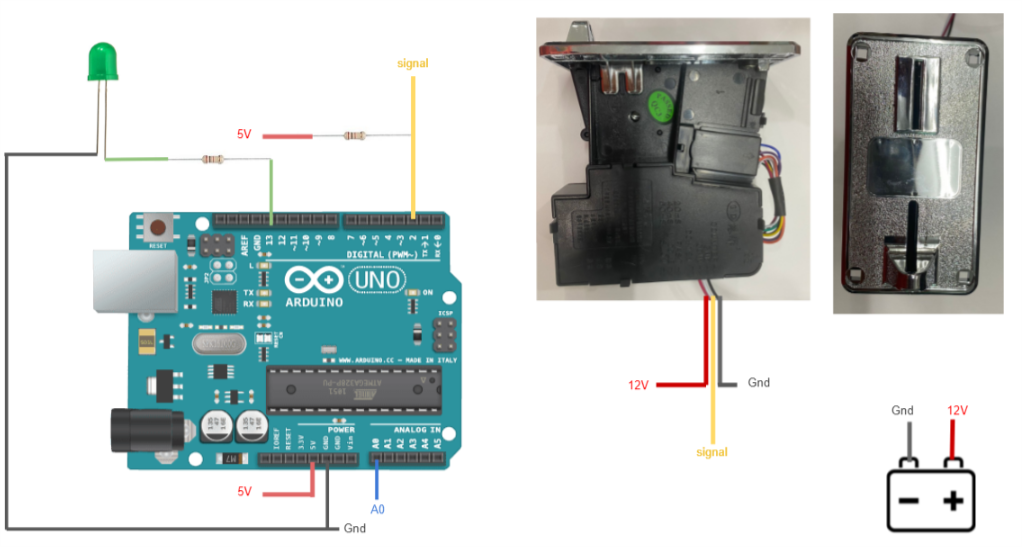 signal
5V
RESET
AREF
GND
13
12
~11
~10
~9
8
7
~6
~5
4
~3
2
TX→1
RX←0
DIGITAL (PWM~)
L
TX
RX
ARDUINO
UNO
ON
ICSP
WWW.ARDUINO.CC – MADE IN ITALY
POWER
ANALOG IN
IOREF
RESET
3.3V
5V
GND
GND
Vin
A0
A1
A2
A3
A4
A5
5V
A0
Gnd
12V
Gnd
signal
Gnd
12V